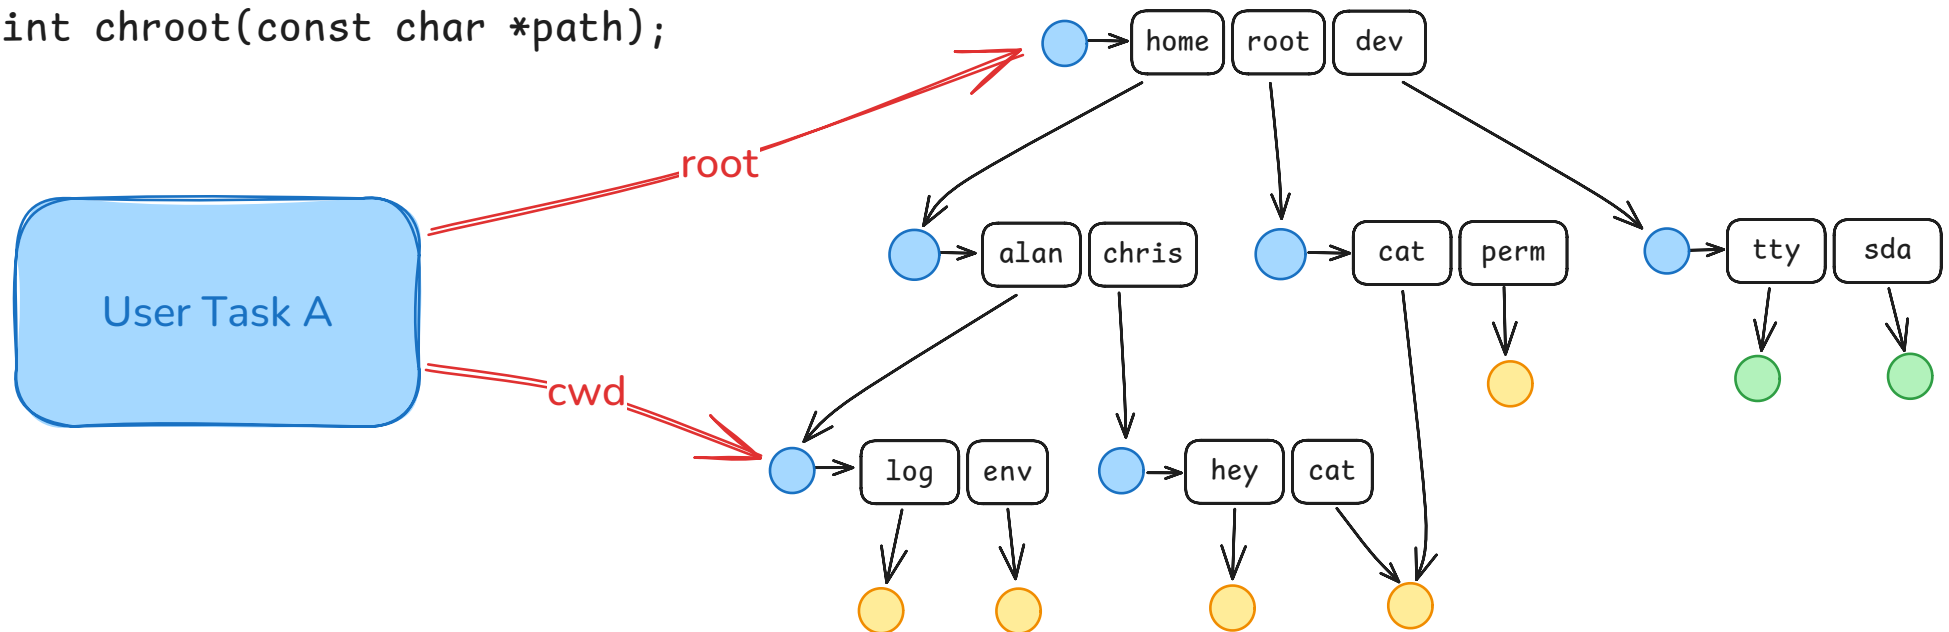 int chroot(const char *path);
home root dev
root
alan chris
cat perm
tty sda
User Task A
cwd
log env
hey cat